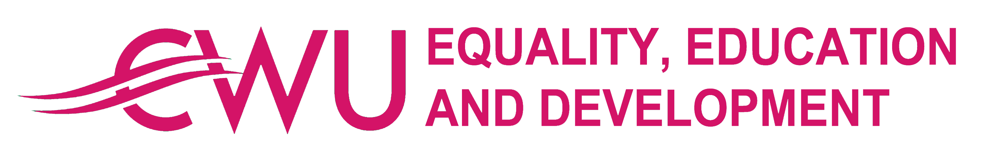 CWU
EQUALITY, EDUCATION
AND DEVELOPMENT